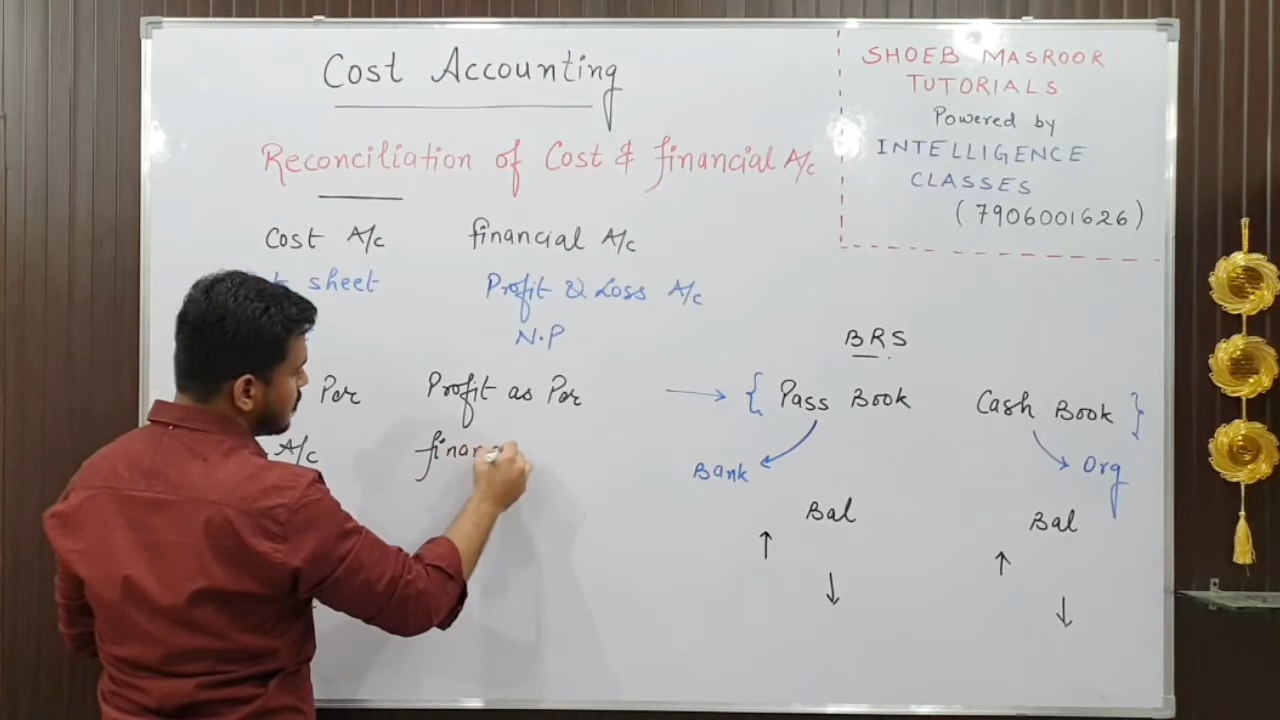 Cost Accounting
Reconciliation of Cost & financial A/c
SHOEB MASROOR
TUTORIALS
Powered by
INTELLIGENCE
CLASSES
(7906001626)
Cost A/c financial A/c
sheet Profit & Loss A/c
N.P
Per Profit as Per
A/c
BRS
{ Pass Book Cash Book }
Bank Org
Bal Bal
↑ ↑
↓ ↓